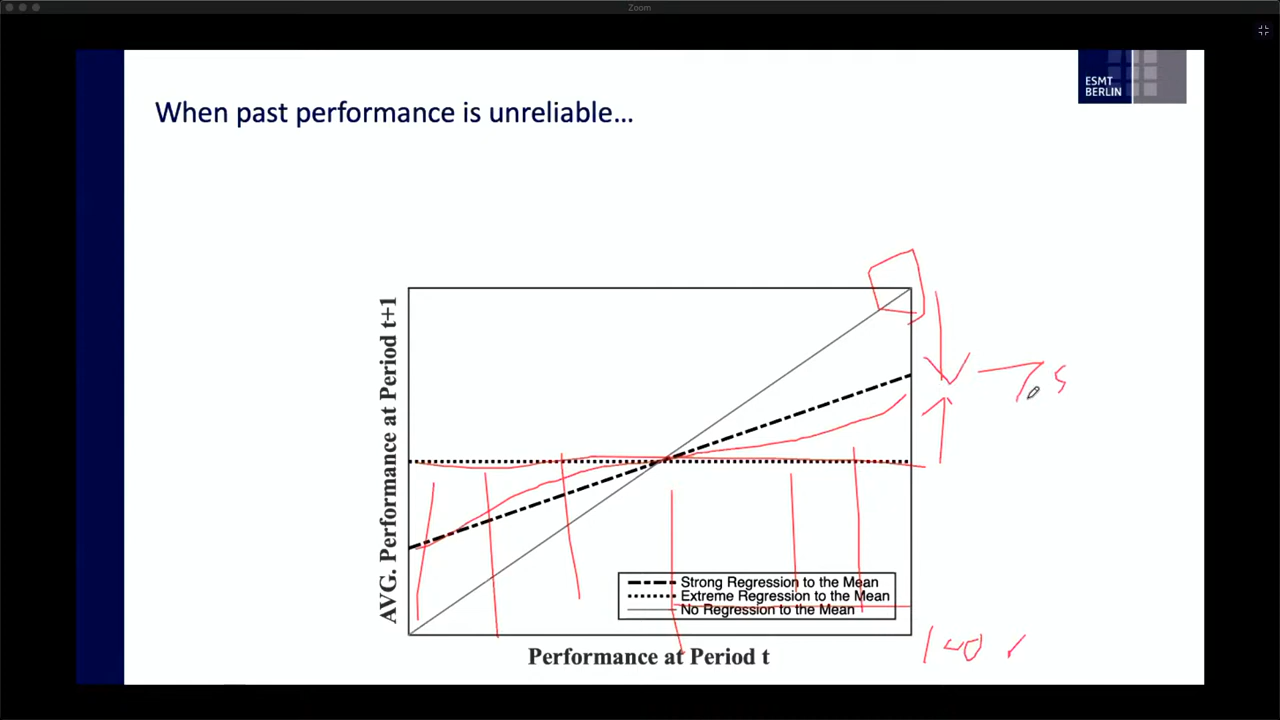 Zoom
ESMT
BERLIN
When past performance is unreliable...
AVG. Performance at Period t+1
75
Strong Regression to the Mean
Extreme Regression to the Mean
No Regression to the Mean
Performance at Period t